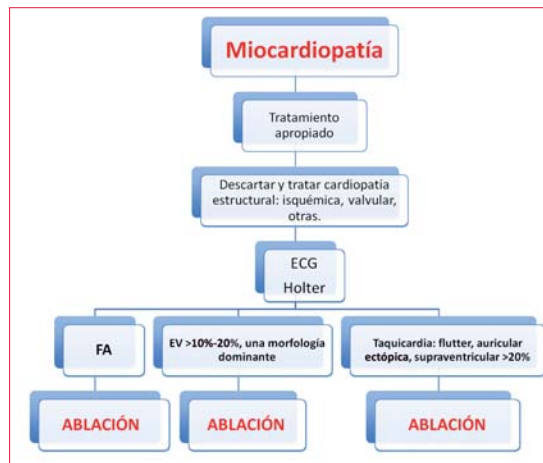 Miocardiopatía
Tratamiento
apropiado
Descartar y tratar cardiopatía
estructural: isquémica, valvular,
otras.
ECG
Holter
FA
EV >10%-20%, una morfología
dominante
Taquicardia: flutter, auricular
ectópica, supraventricular >20%
ABLACIÓN
ABLACIÓN
ABLACIÓN